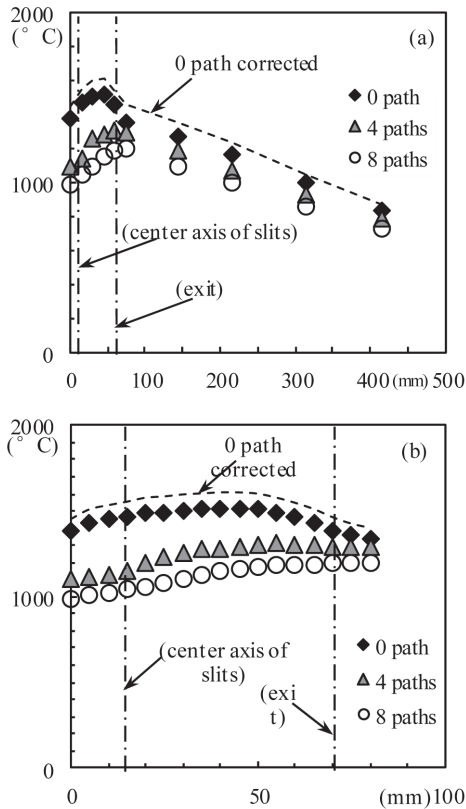 2000
(° C)
(a)
0 path corrected
0 path
4 paths
8 paths
1000
(center axis of slits)
(exit)
0
0 100 200 300 400 (mm) 500
2000
(° C)
(b)
0 path
corrected
1000
(center axis of
slits)
(exi
t)
0 path
4 paths
8 paths
0
0 50 (mm) 100